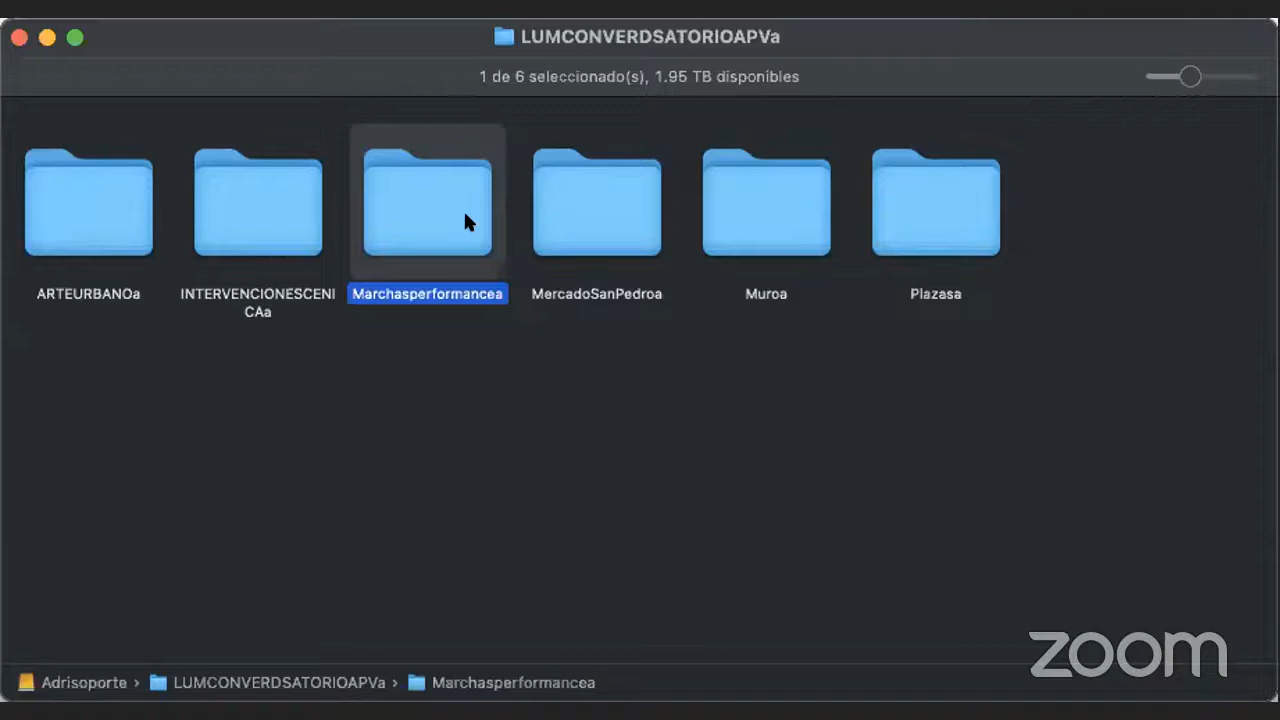 LUMCONVERDSATORIOAPVa
1 de 6 seleccionado(s), 1.95 TB disponibles
ARTEURBANOa
INTERVENCIONESCENI
CAa
Marchasperformancea
MercadoSanPedroa
Muroa
Plazasa
zoom
Adrisoporte › LUMCONVERDSATORIOAPVa › Marchasperformancea